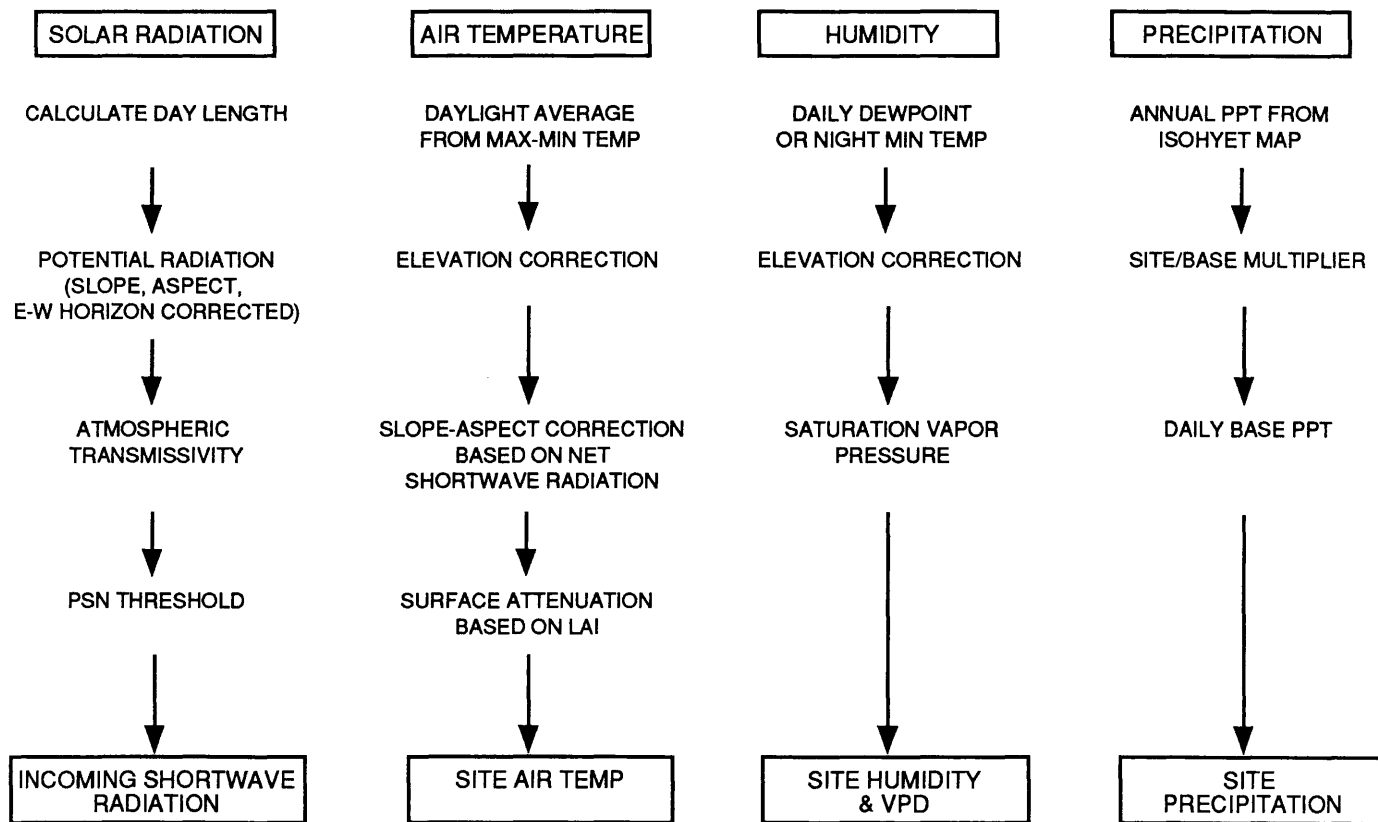 SOLAR RADIATION
AIR TEMPERATURE
HUMIDITY
PRECIPITATION
CALCULATE DAY LENGTH
DAYLIGHT AVERAGE
FROM MAX-MIN TEMP
DAILY DEWPOINT
OR NIGHT MIN TEMP
ANNUAL PPT FROM
ISOHYET MAP
POTENTIAL RADIATION
(SLOPE, ASPECT,
E-W HORIZON CORRECTED)
ELEVATION CORRECTION
ELEVATION CORRECTION
SITE/BASE MULTIPLIER
ATMOSPHERIC
TRANSMISSIVITY
SLOPE-ASPECT CORRECTION
BASED ON NET
SHORTWAVE RADIATION
SATURATION VAPOR
PRESSURE
DAILY BASE PPT
PSN THRESHOLD
SURFACE ATTENUATION
BASED ON LAI
INCOMING SHORTWAVE
RADIATION
SITE AIR TEMP
SITE HUMIDITY
& VPD
SITE
PRECIPITATION